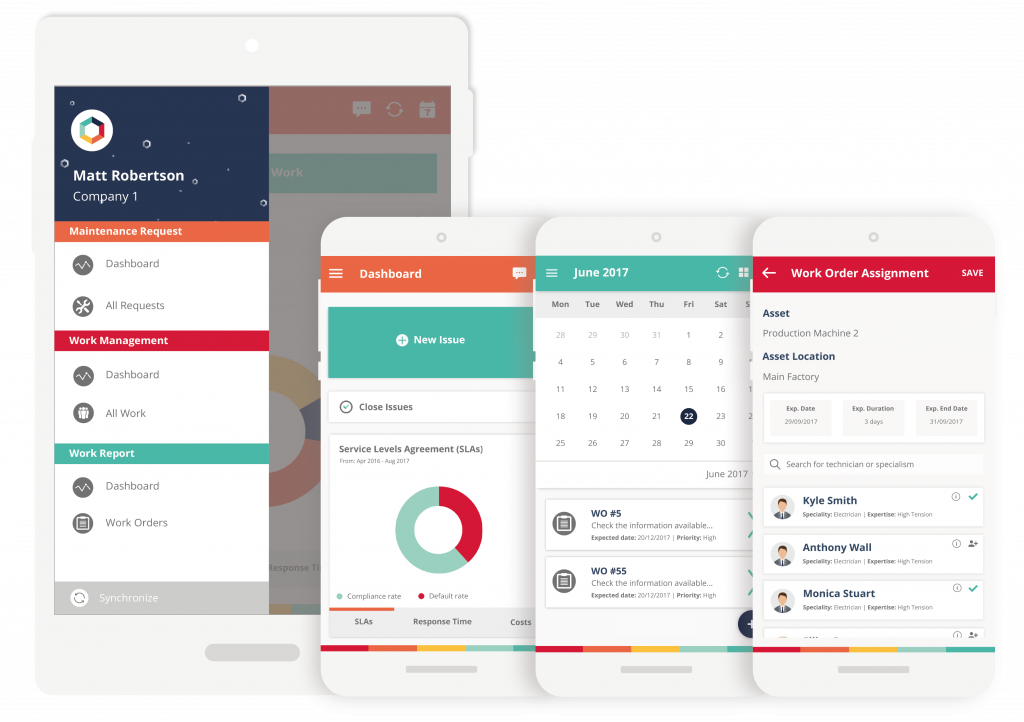 Matt Robertson
Company 1
Maintenance Request
Dashboard
All Requests
Work Management
Dashboard
All Work
Work Report
Dashboard
Work Orders
Synchronize
?
Work
Response Tim
Dashboard
New Issue
Close Issues
Service Levels Agreement (SLAs)
From: Apr 2016 - Aug 2017
Compliance rate Default rate
SLAs Response Time Costs
June 2017
Mon Tue Wed Thu Fri Sat S
28 29 30 31 1 2
4 5 6 7 8 9
11 12 13 14 15 16 1
18 19 20 21 22 23 2
25 26 27 28 29 30
June 2017
WO #5
Check the information available...
Expected date: 20/12/2017 | Priority: High
WO #55
Check the information available...
Expected date: 20/12/2017 | Priority: High
Work Order Assignment SAVE
Asset
Production Machine 2
Asset Location
Main Factory
Exp. Date Exp. Duration Exp. End Date
29/09/2017 3 days 31/09/2017
Search for technician or specialism
Kyle Smith
Speciality: Electrician | Expertise: High Tension
Anthony Wall
Speciality: Electrician | Expertise: High Tension
Monica Stuart
Speciality: Electrician | Expertise: High Tension